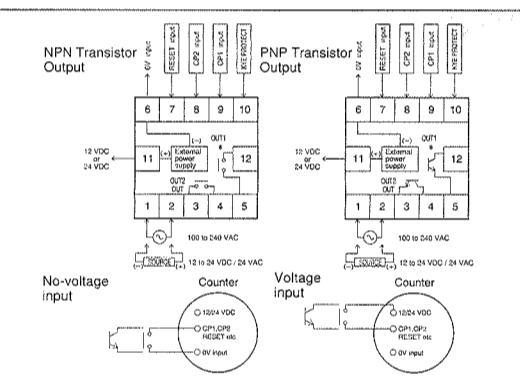 NPN Transistor
Output
0V input
RESET input
CP2 input
CP1 input
KYE PROTECT
6 7 8 9 10
(-)
OUT1
12 VDC
or
24 VDC
11
(+)
External
power
supply
12
OUT2
OUT
1 2 3 4 5
100 to 240 VAC
(-) SOURCE (+)
12 to 24 VDC / 24 VAC
No-voltage
input
Counter
12/24 VDC
CP1,CP2
RESET etc
0V input
PNP Transistor
Output
0V input
RESET input
CP2 input
CP1 input
KYE PROTECT
6 7 8 9 10
(-)
OUT1
12 VDC
or
24 VDC
11
(+)
External
power
supply
12
OUT2
OUT
1 2 3 4 5
100 to 240 VAC
(-) SOURCE (+)
12 to 24 VDC / 24 VAC
Voltage
input
Counter
12/24 VDC
CP1,CP2
RESET etc
0V input